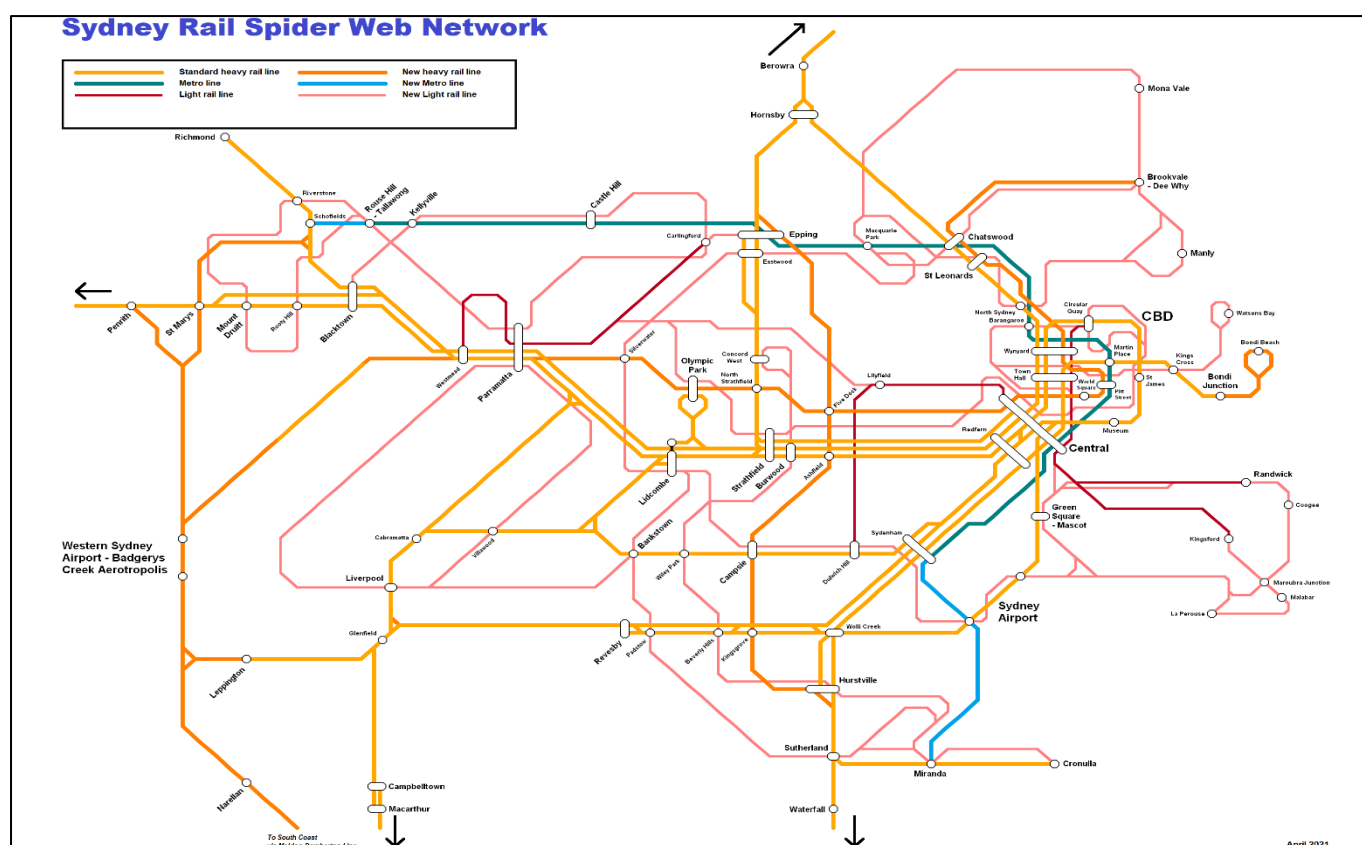 Sydney Rail Spider Web Network
Standard heavy rail line
New heavy rail line
Metro line
New Metro line
Light rail line
New Light rail line
Berowra
Hornsby
Mona Vale
Richmond
Riverstone
Schofields
Rouse Hill
- Tallawong
Kellyville
Castle Hill
Carlingford
Epping
Eastwood
Macquarie
Park
Chatswood
St Leonards
Brookvale
- Dee Why
Manly
Penrith
St Marys
Mount
Druitt
Rooty Hill
Blacktown
Westmead
Parramatta
Silverwater
Olympic
Park
Concord
West
North
Strathfield
Lilyfield
Five Dock
North Sydney
Barangaroo
Circular
Quay
CBD
Wynyard
Martin
Place
Kings
Cross
Watsons Bay
Bondi Beach
Bondi
Junction
Town
Hall
World
Square
Pitt
Street
St
James
Museum
Redfern
Central
Lidcombe
Strathfield
Burwood
Ashfield
Randwick
Coogee
Green
Square
- Mascot
Kingsford
Maroubra Junction
Malabar
La Perouse
Western Sydney
Airport - Badgerys
Creek Aerotropolis
Cabramatta
Villawood
Bankstown
Wiley Park
Campsie
Dulwich Hill
Sydenham
Liverpool
Sydney
Airport
Glenfield
Leppington
Revesby
Padstow
Beverly Hills
Kingsgrove
Wolli Creek
Hurstville
Sutherland
Miranda
Cronulla
Narellan
Campbelltown
Macarthur
Waterfall
To South Coast
April 2021